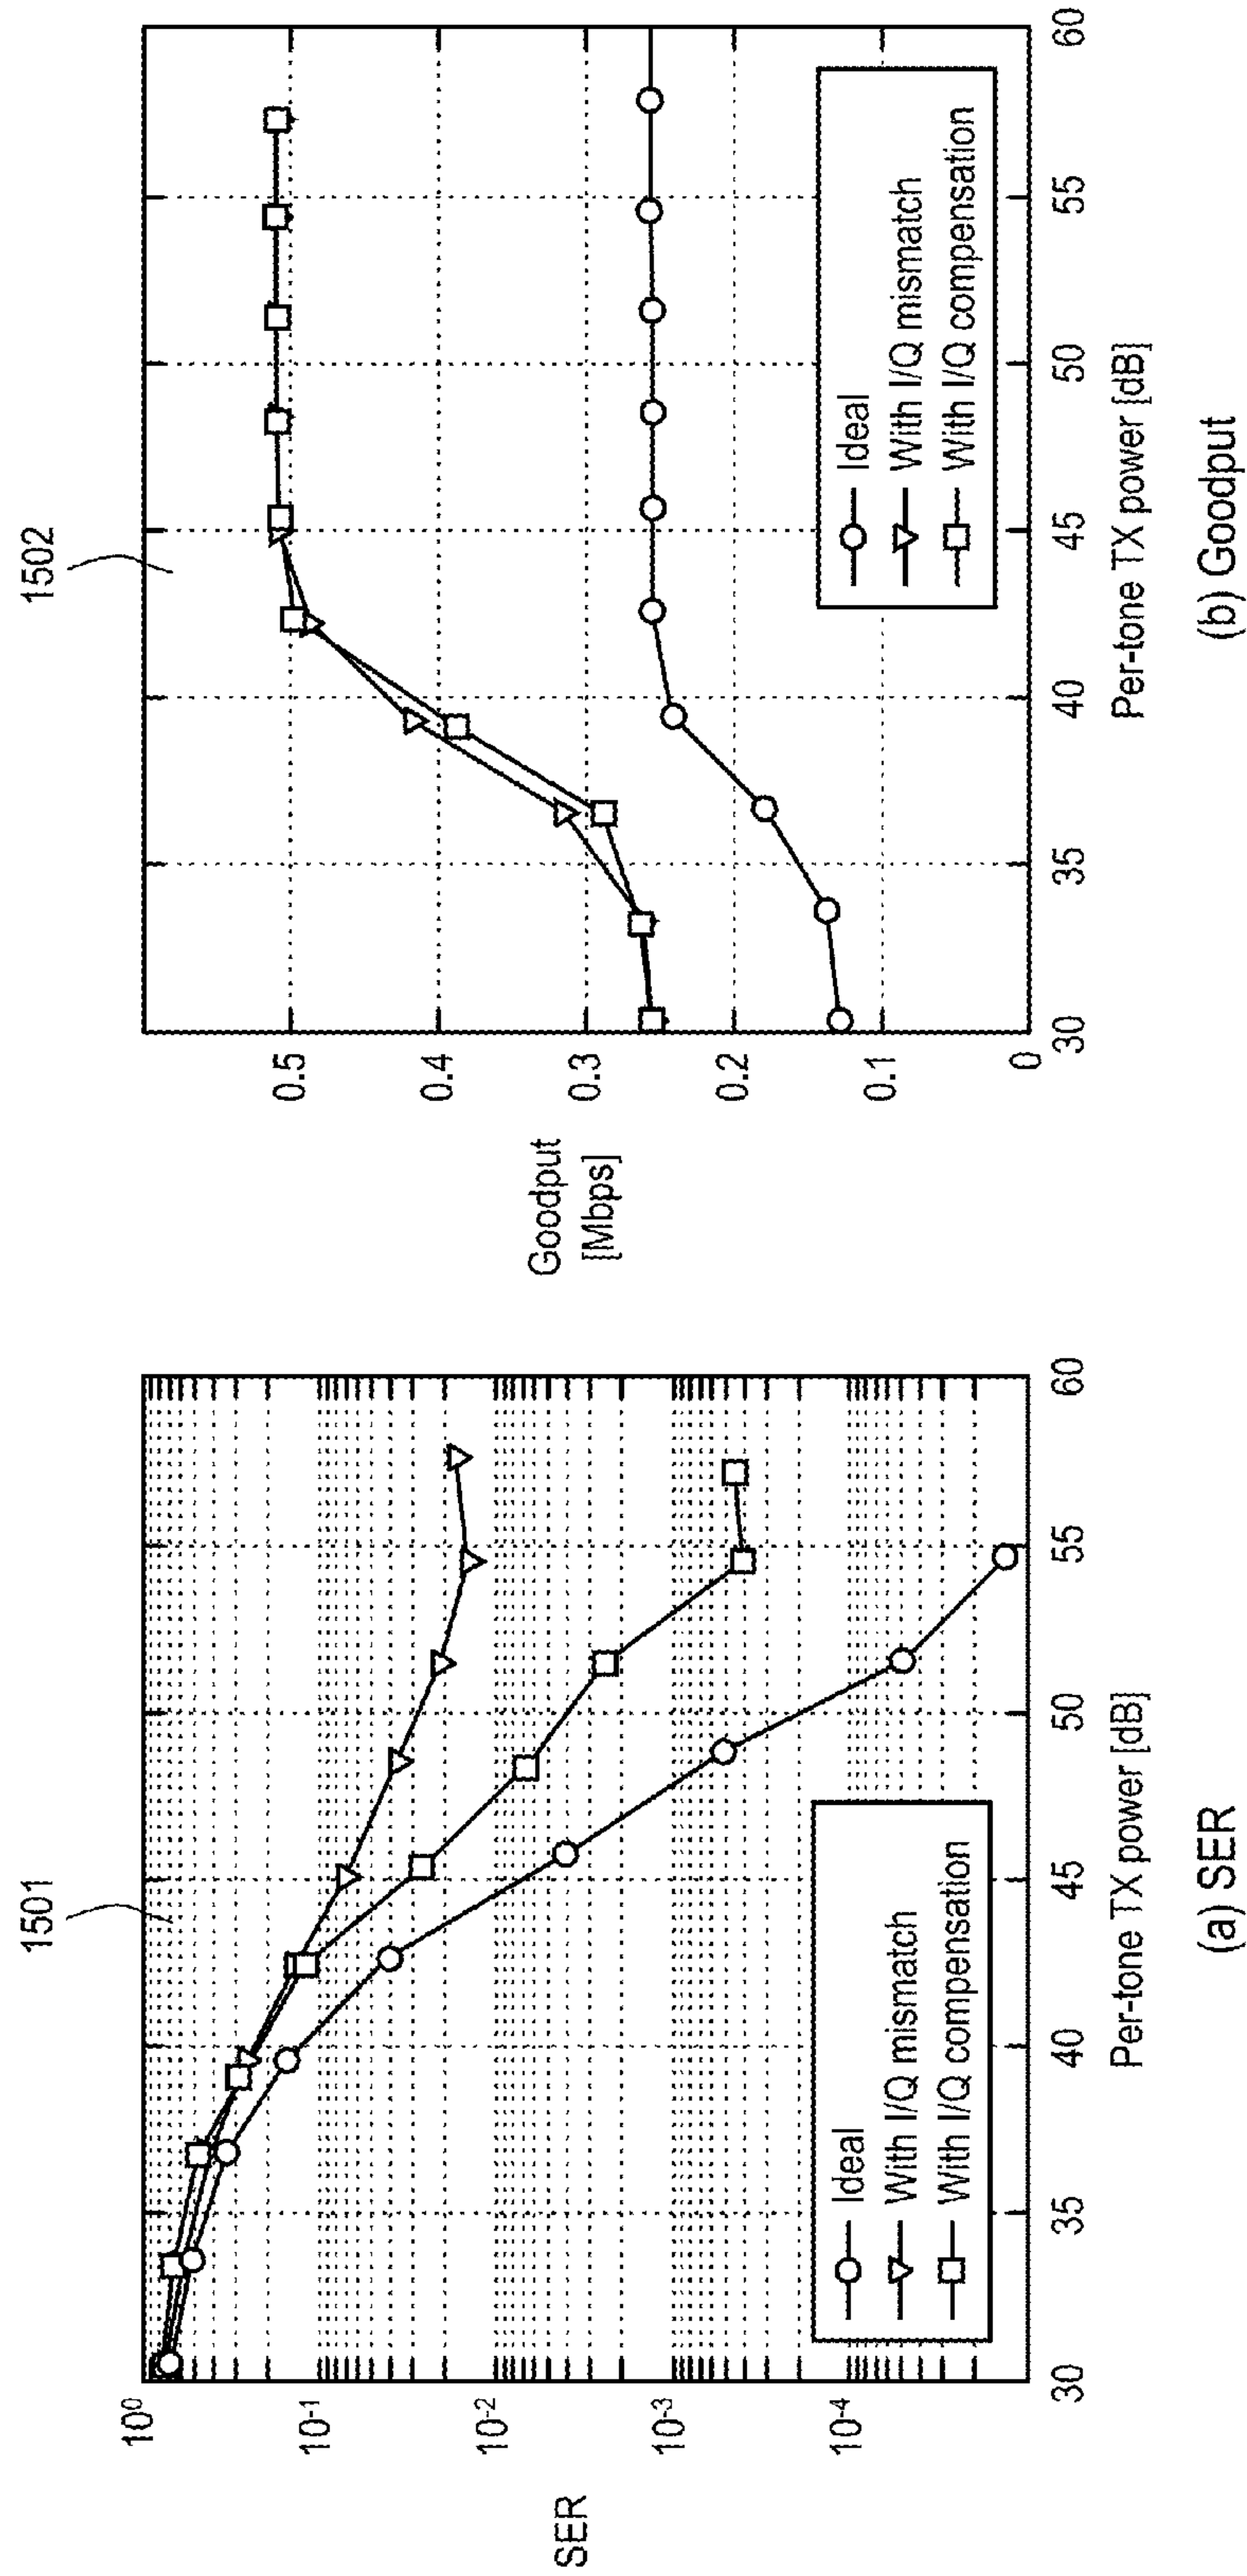 1501
SER
10⁰
10⁻¹
10⁻²
10⁻³
10⁻⁴
30
35
40
45
50
55
60
Ideal
With I/Q mismatch
With I/Q compensation
Per-tone TX power [dB]
(a) SER
1502
Goodput
[Mbps]
0.5
0.4
0.3
0.2
0.1
0
30
35
40
45
50
55
60
Ideal
With I/Q mismatch
With I/Q compensation
Per-tone TX power [dB]
(b) Goodput